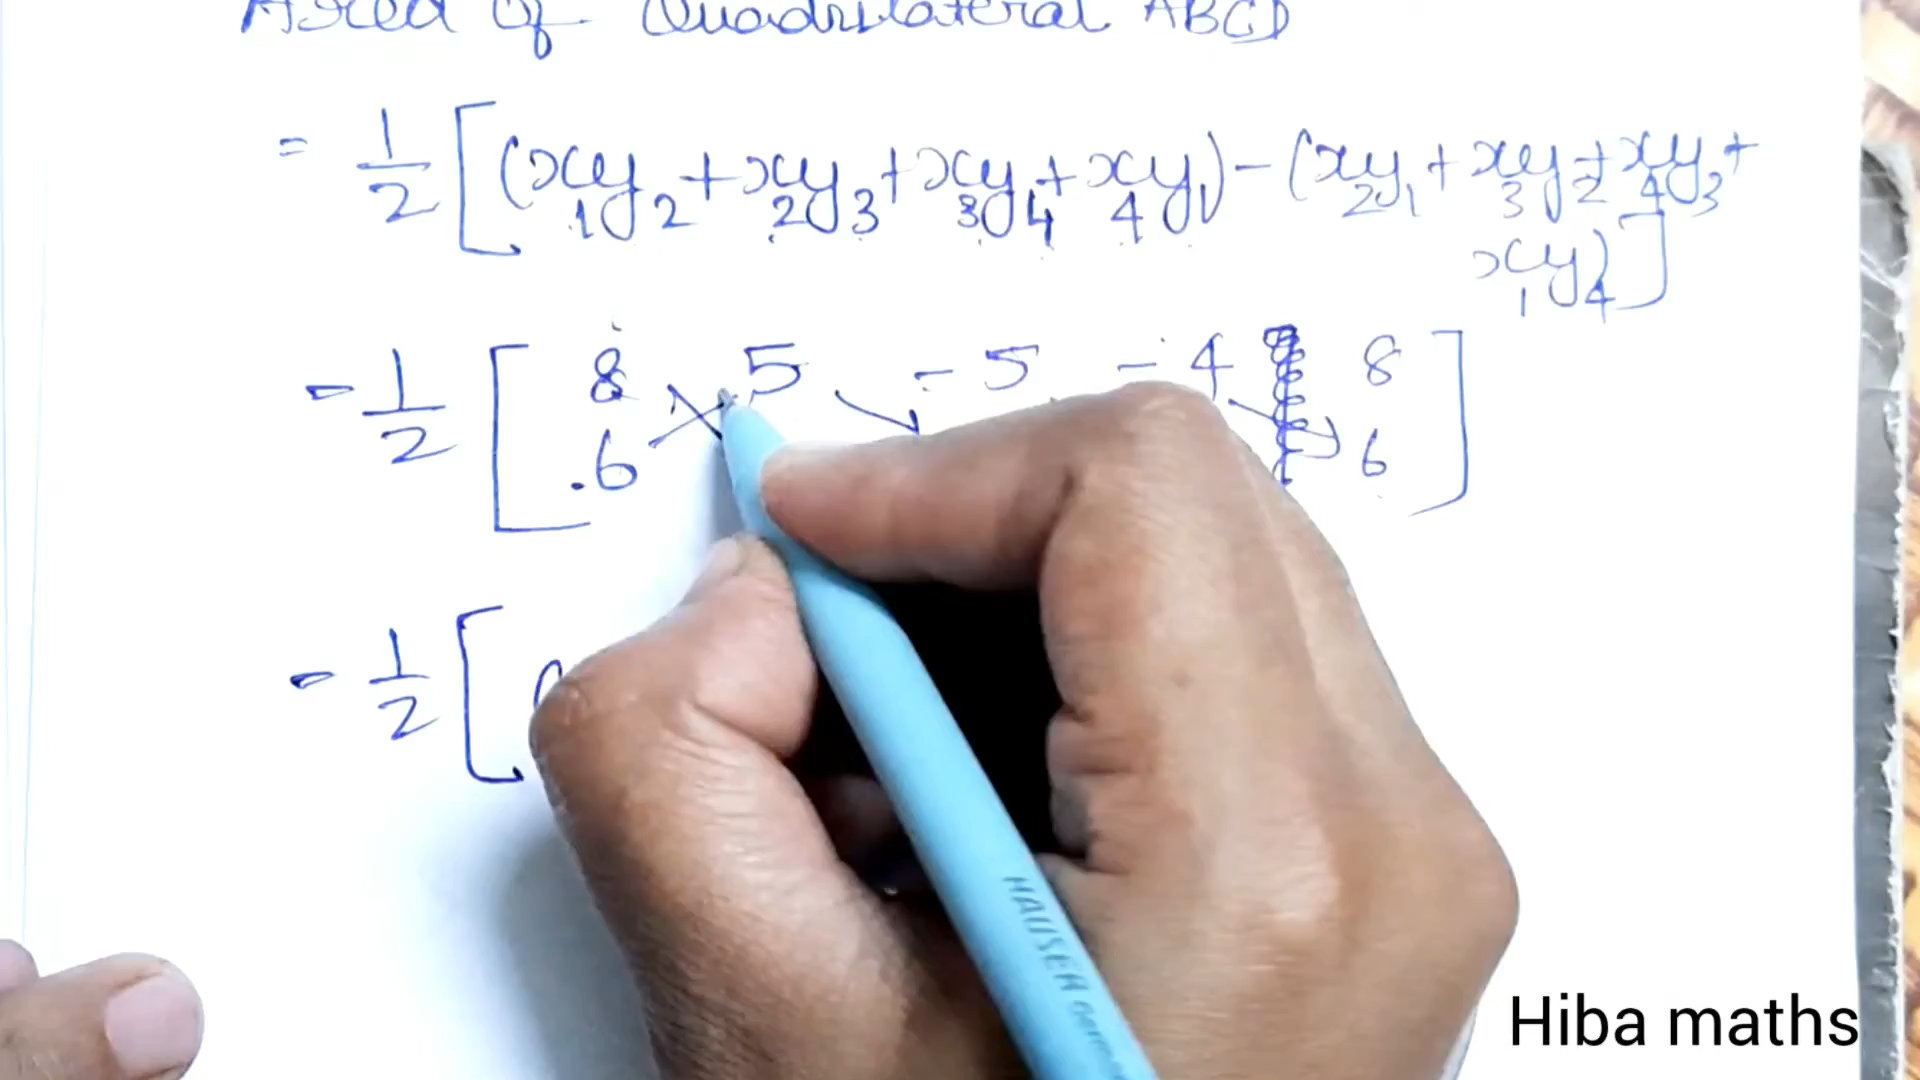 Area of Quadrilateral ABCD
= 1/2 [(x₁y₂ + x₂y₃ + x₃y₄ + x₄y₁) - (x₂y₁ + x₃y₂ + x₄y₃ +
x₁y₄)]
= 1/2 [ 8 5 -5 -4 8 ]
6 6
= 1/2 [ (
HAUSER
Hiba maths